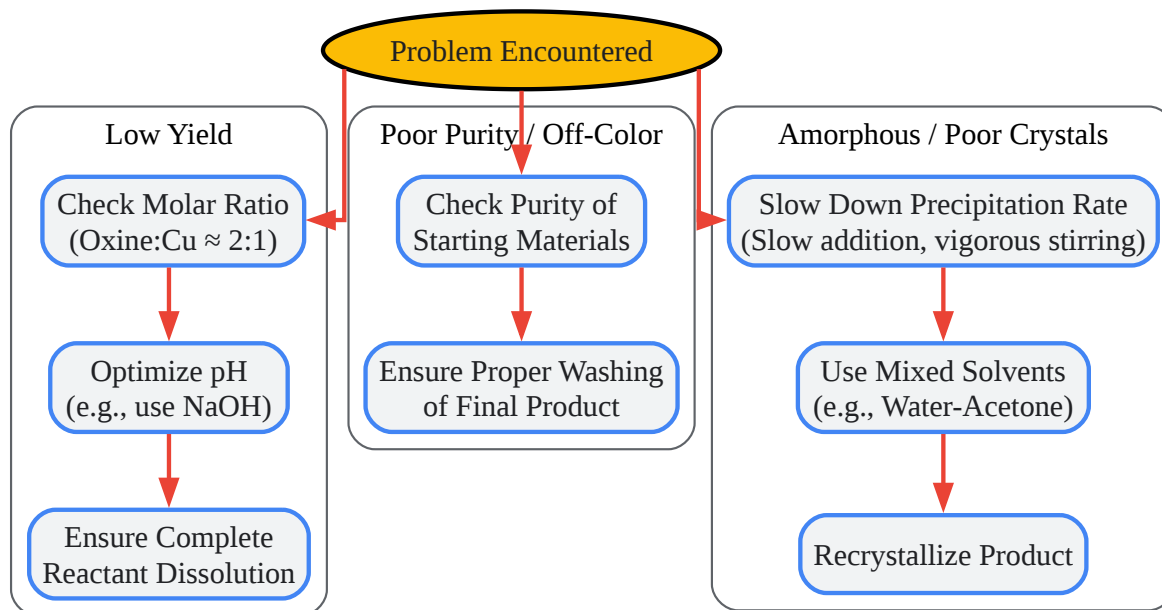 Problem Encountered
Low Yield
Check Molar Ratio
(Oxine:Cu ≈ 2:1)
Optimize pH
(e.g., use NaOH)
Ensure Complete
Reactant Dissolution
Poor Purity / Off-Color
Check Purity of
Starting Materials
Ensure Proper Washing
of Final Product
Amorphous / Poor Crystals
Slow Down Precipitation Rate
(Slow addition, vigorous stirring)
Use Mixed Solvents
(e.g., Water-Acetone)
Recrystallize Product